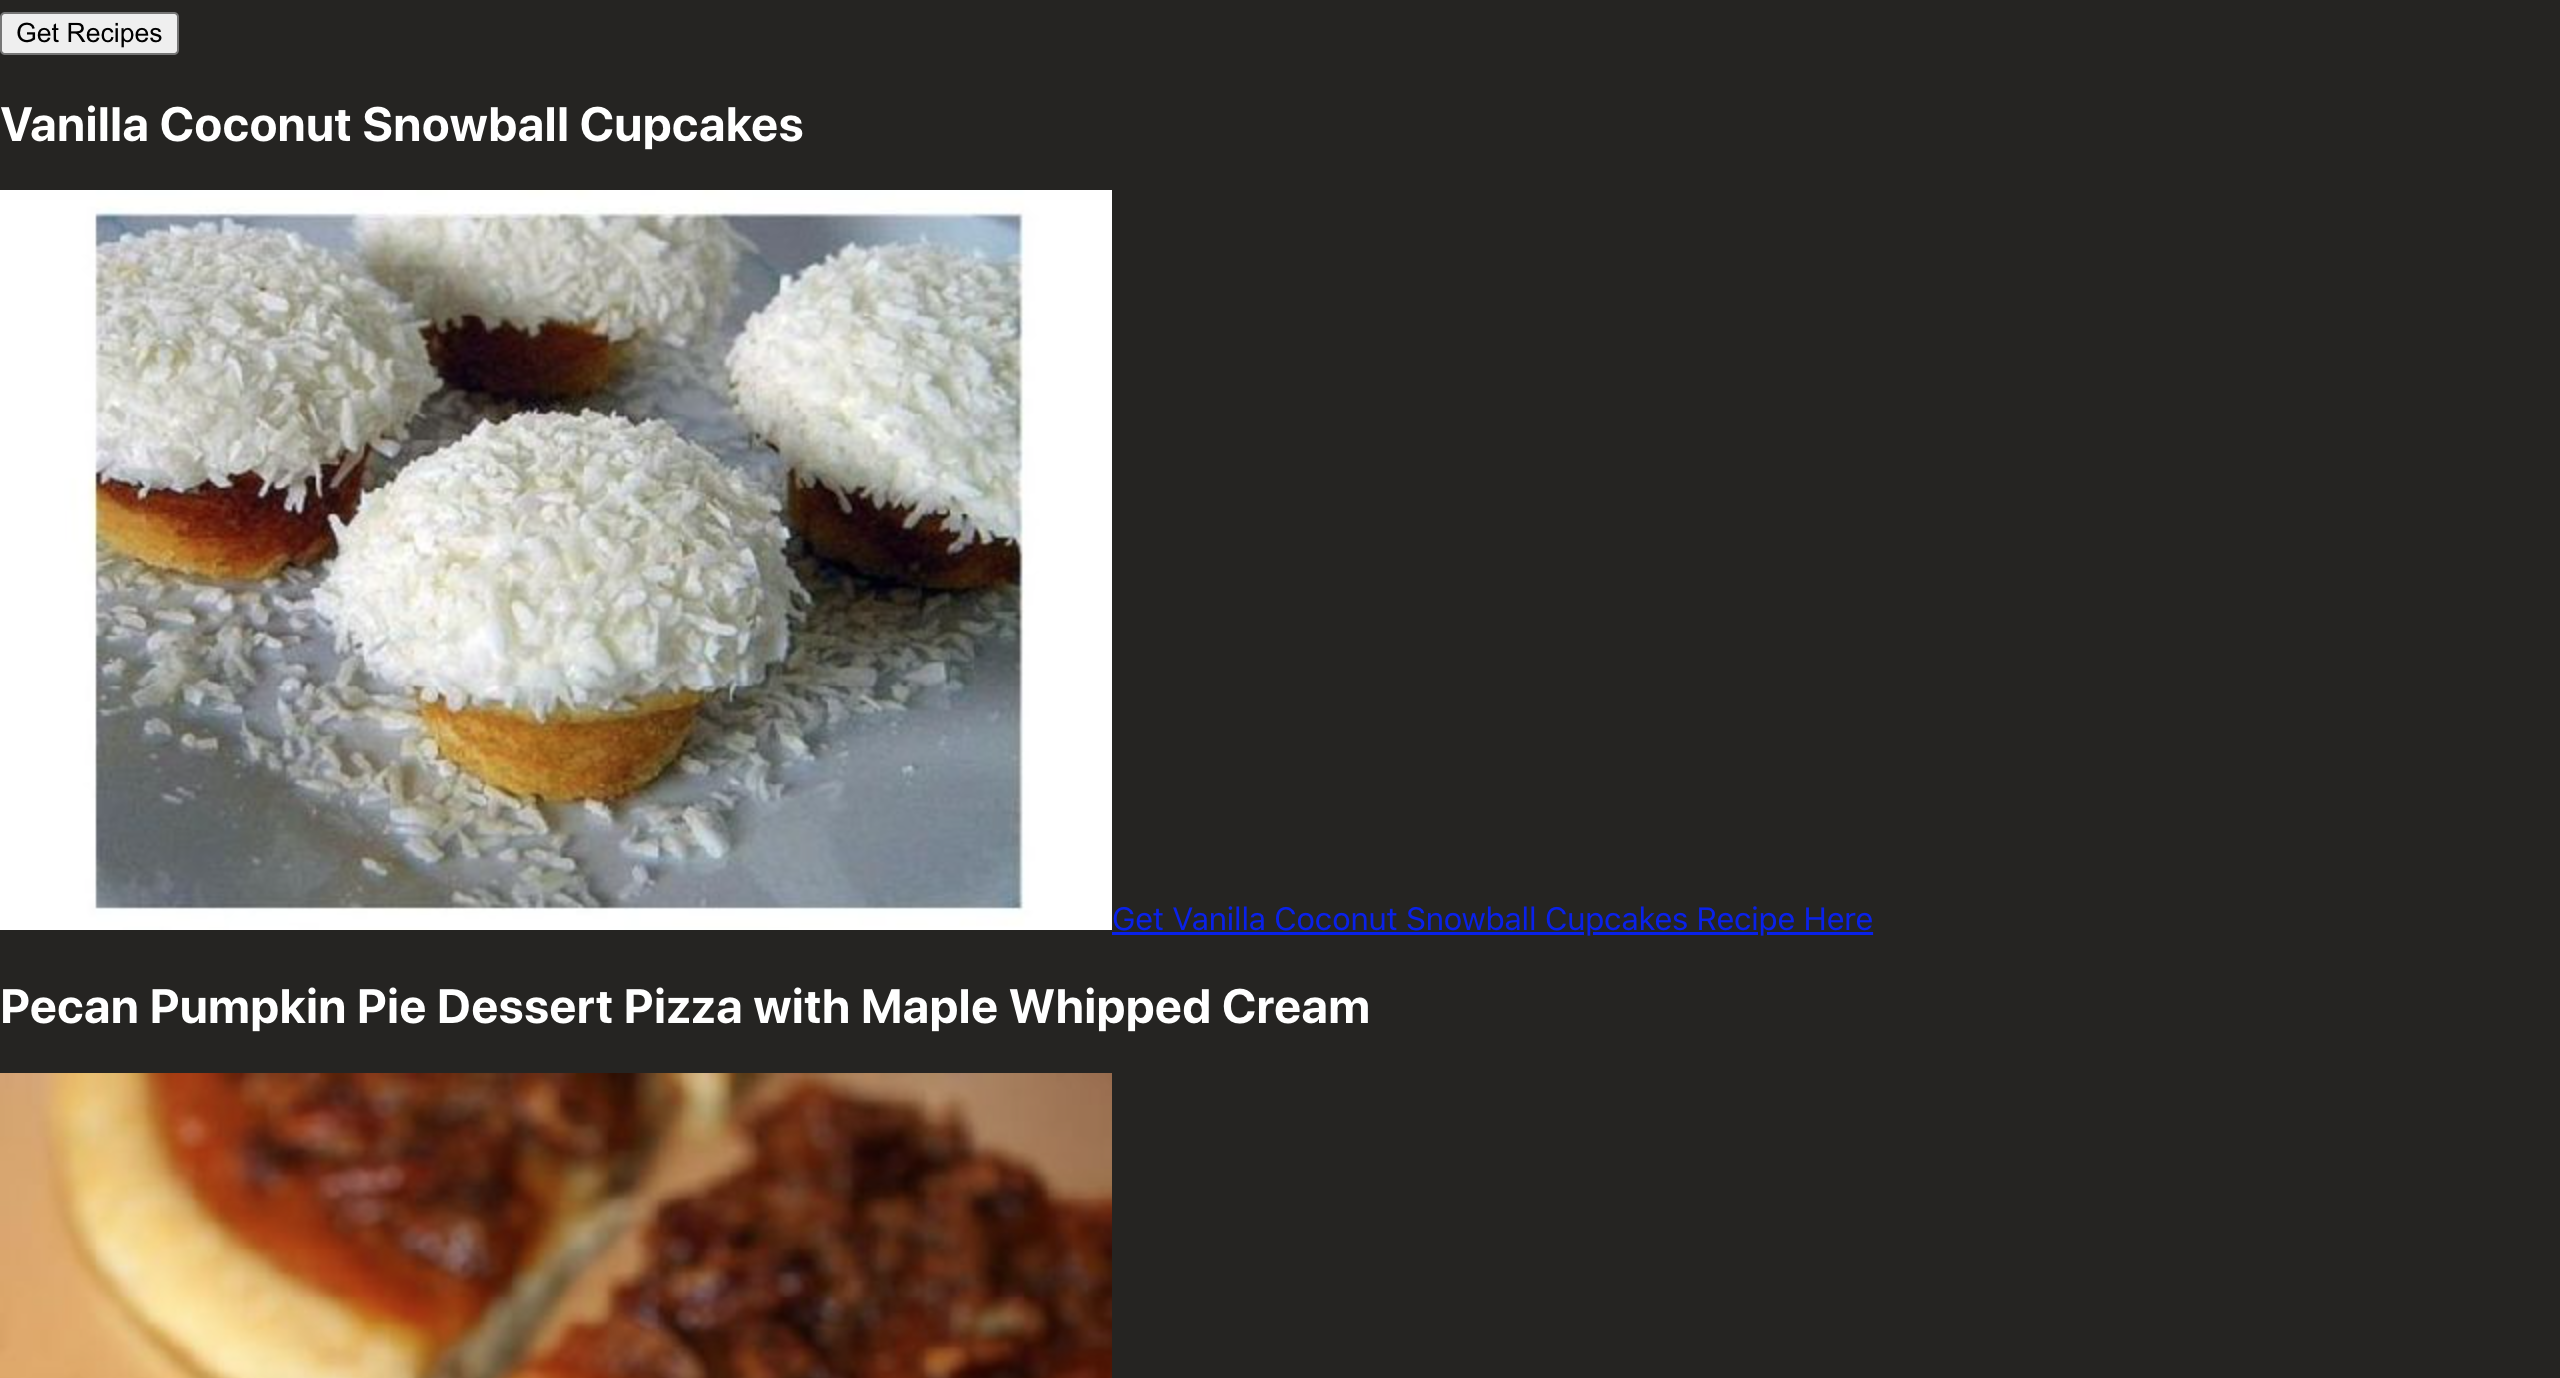 Get Recipes
Vanilla Coconut Snowball Cupcakes
Get Vanilla Coconut Snowball Cupcakes Recipe Here
Pecan Pumpkin Pie Dessert Pizza with Maple Whipped Cream